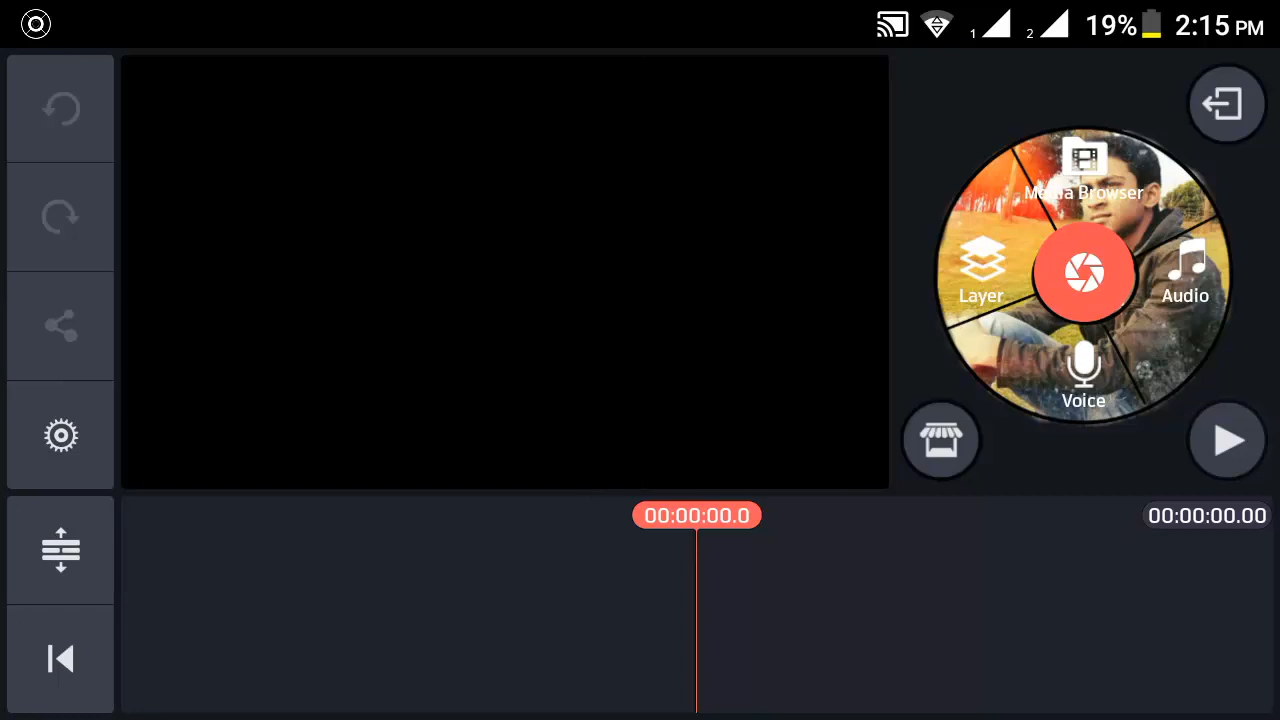 1 2 19% 2:15 PM
Media Browser
Layer
Audio
Voice
00:00:00.0
00:00:00.00